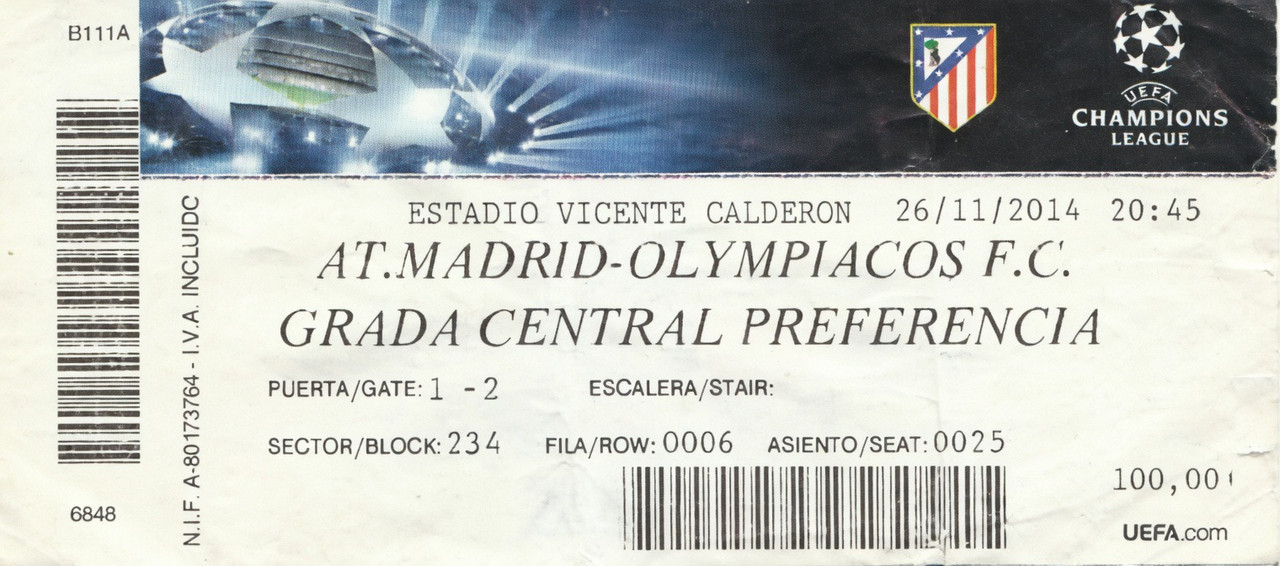 B111A
UEFA
CHAMPIONS
LEAGUE
ESTADIO VICENTE CALDERON 26/11/2014 20:45
AT.MADRID-OLYMPIACOS F.C.
GRADA CENTRAL PREFERENCIA
PUERTA/GATE: 1 -2 ESCALERA/STAIR:
SECTOR/BLOCK: 234 FILA/ROW: 0006 ASIENTO/SEAT: 0025
100,00
UEFA.com
6848
N.I.F. A-80173764 - I.V.A. INCLUIDC